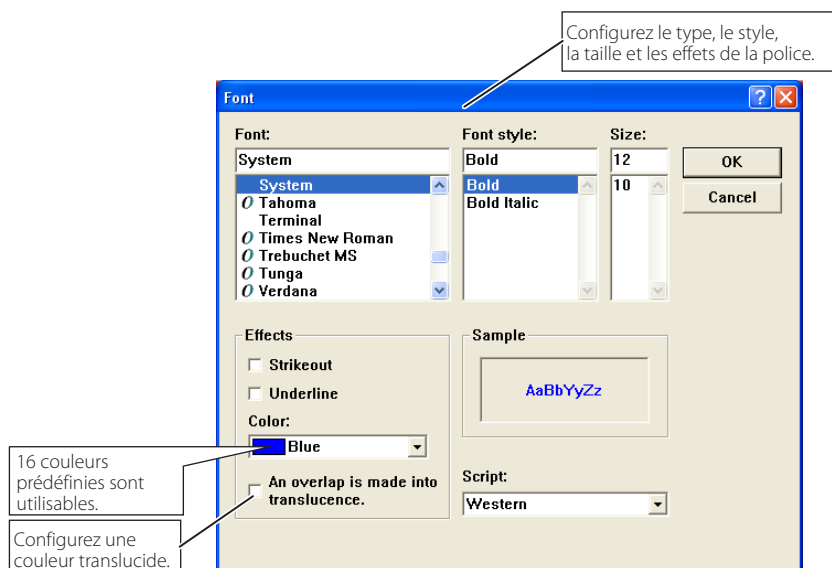 Configurez le type, le style,
la taille et les effets de la police.
Font
Font:
Font style:
Size:
System
Bold
12
OK
System
Tahoma
Terminal
Times New Roman
Trebuchet MS
Tunga
Verdana
Bold
Bold Italic
10
Cancel
Effects
Strikeout
Underline
Color:
Blue
An overlap is made into
translucence.
Sample
AaBbYyZz
Script:
Western
16 couleurs
prédéfinies sont
utilisables.
Configurez une
couleur translucide.